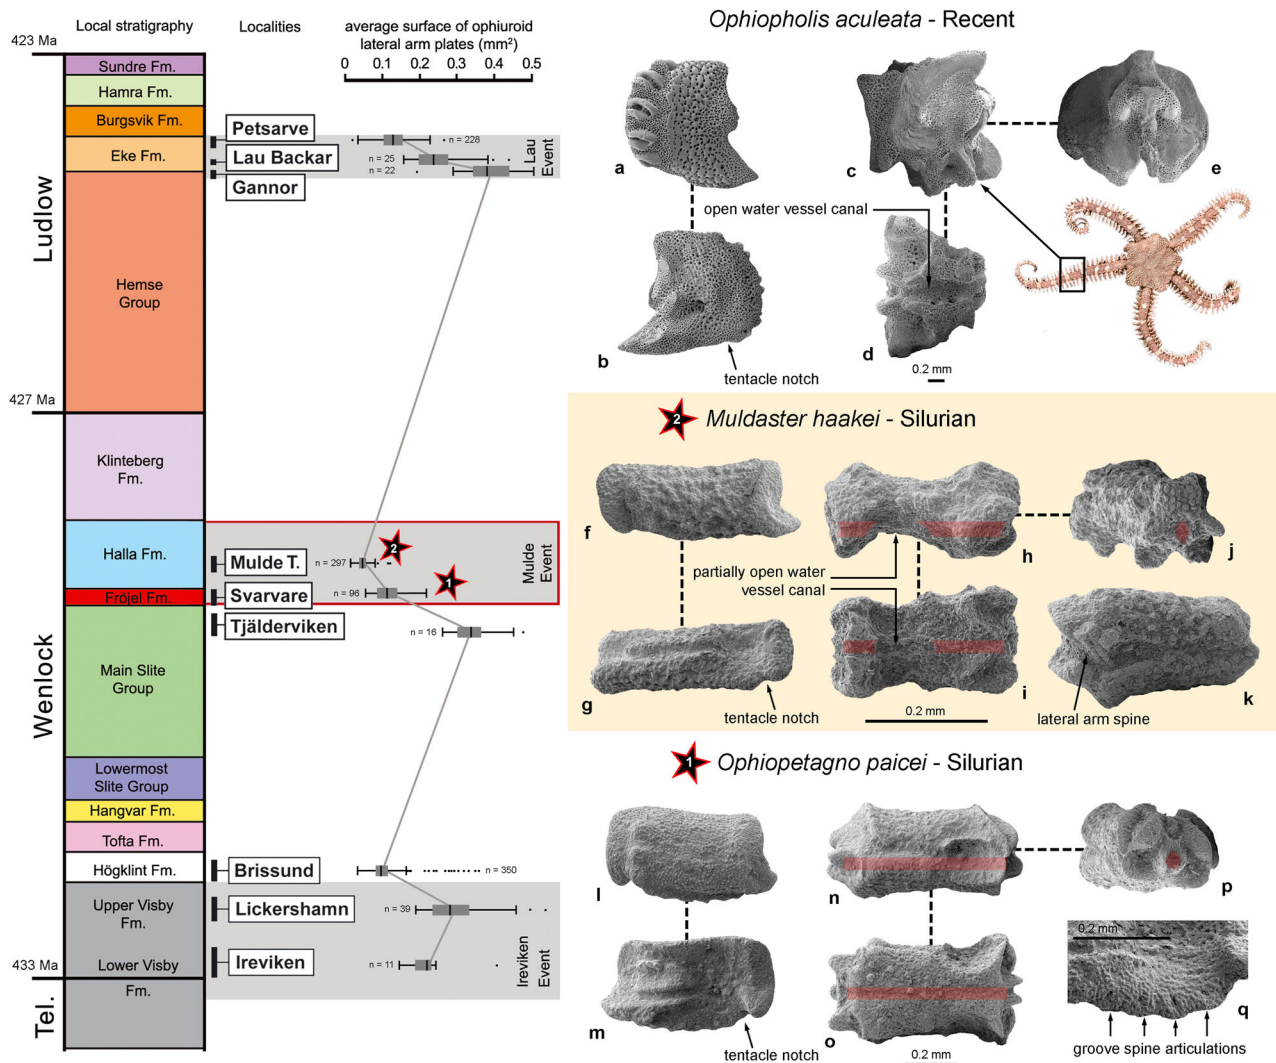 Local stratigraphy
Localities
average surface of ophiuroid
lateral arm plates (mm²)
0 0.1 0.2 0.3 0.4 0.5
423 Ma
Sundre Fm.
Hamra Fm.
Burgsvik Fm.
Eke Fm.
Hemse
Group
Ludlow
427 Ma
Klinteberg
Fm.
Halla Fm.
Fröjel Fm.
Main Slite
Group
Lowermost
Slite Group
Hangvar Fm.
Tofta Fm.
Högklint Fm.
Upper Visby
Fm.
Wenlock
433 Ma
Lower Visby
Fm.
Tel.
Petsarve
n = 228
Lau Backar
n = 25
Gannor
n = 22
Lau
Event
Mulde T.
n = 297
2
Svarvare
n = 96
1
Mulde
Event
Tjälderviken
n = 16
Brissund
n = 350
Lickershamn
n = 39
Ireviken
n = 11
Ireviken
Event
Ophiopholis aculeata - Recent
a
c
e
open water vessel canal
b
d
tentacle notch
0.2 mm
2 Muldaster haakei - Silurian
f
h
j
partially open water
vessel canal
g
i
k
tentacle notch
0.2 mm
lateral arm spine
1 Ophiopetagno paicei - Silurian
l
n
p
0.2 mm
m
o
q
tentacle notch
0.2 mm
groove spine articulations